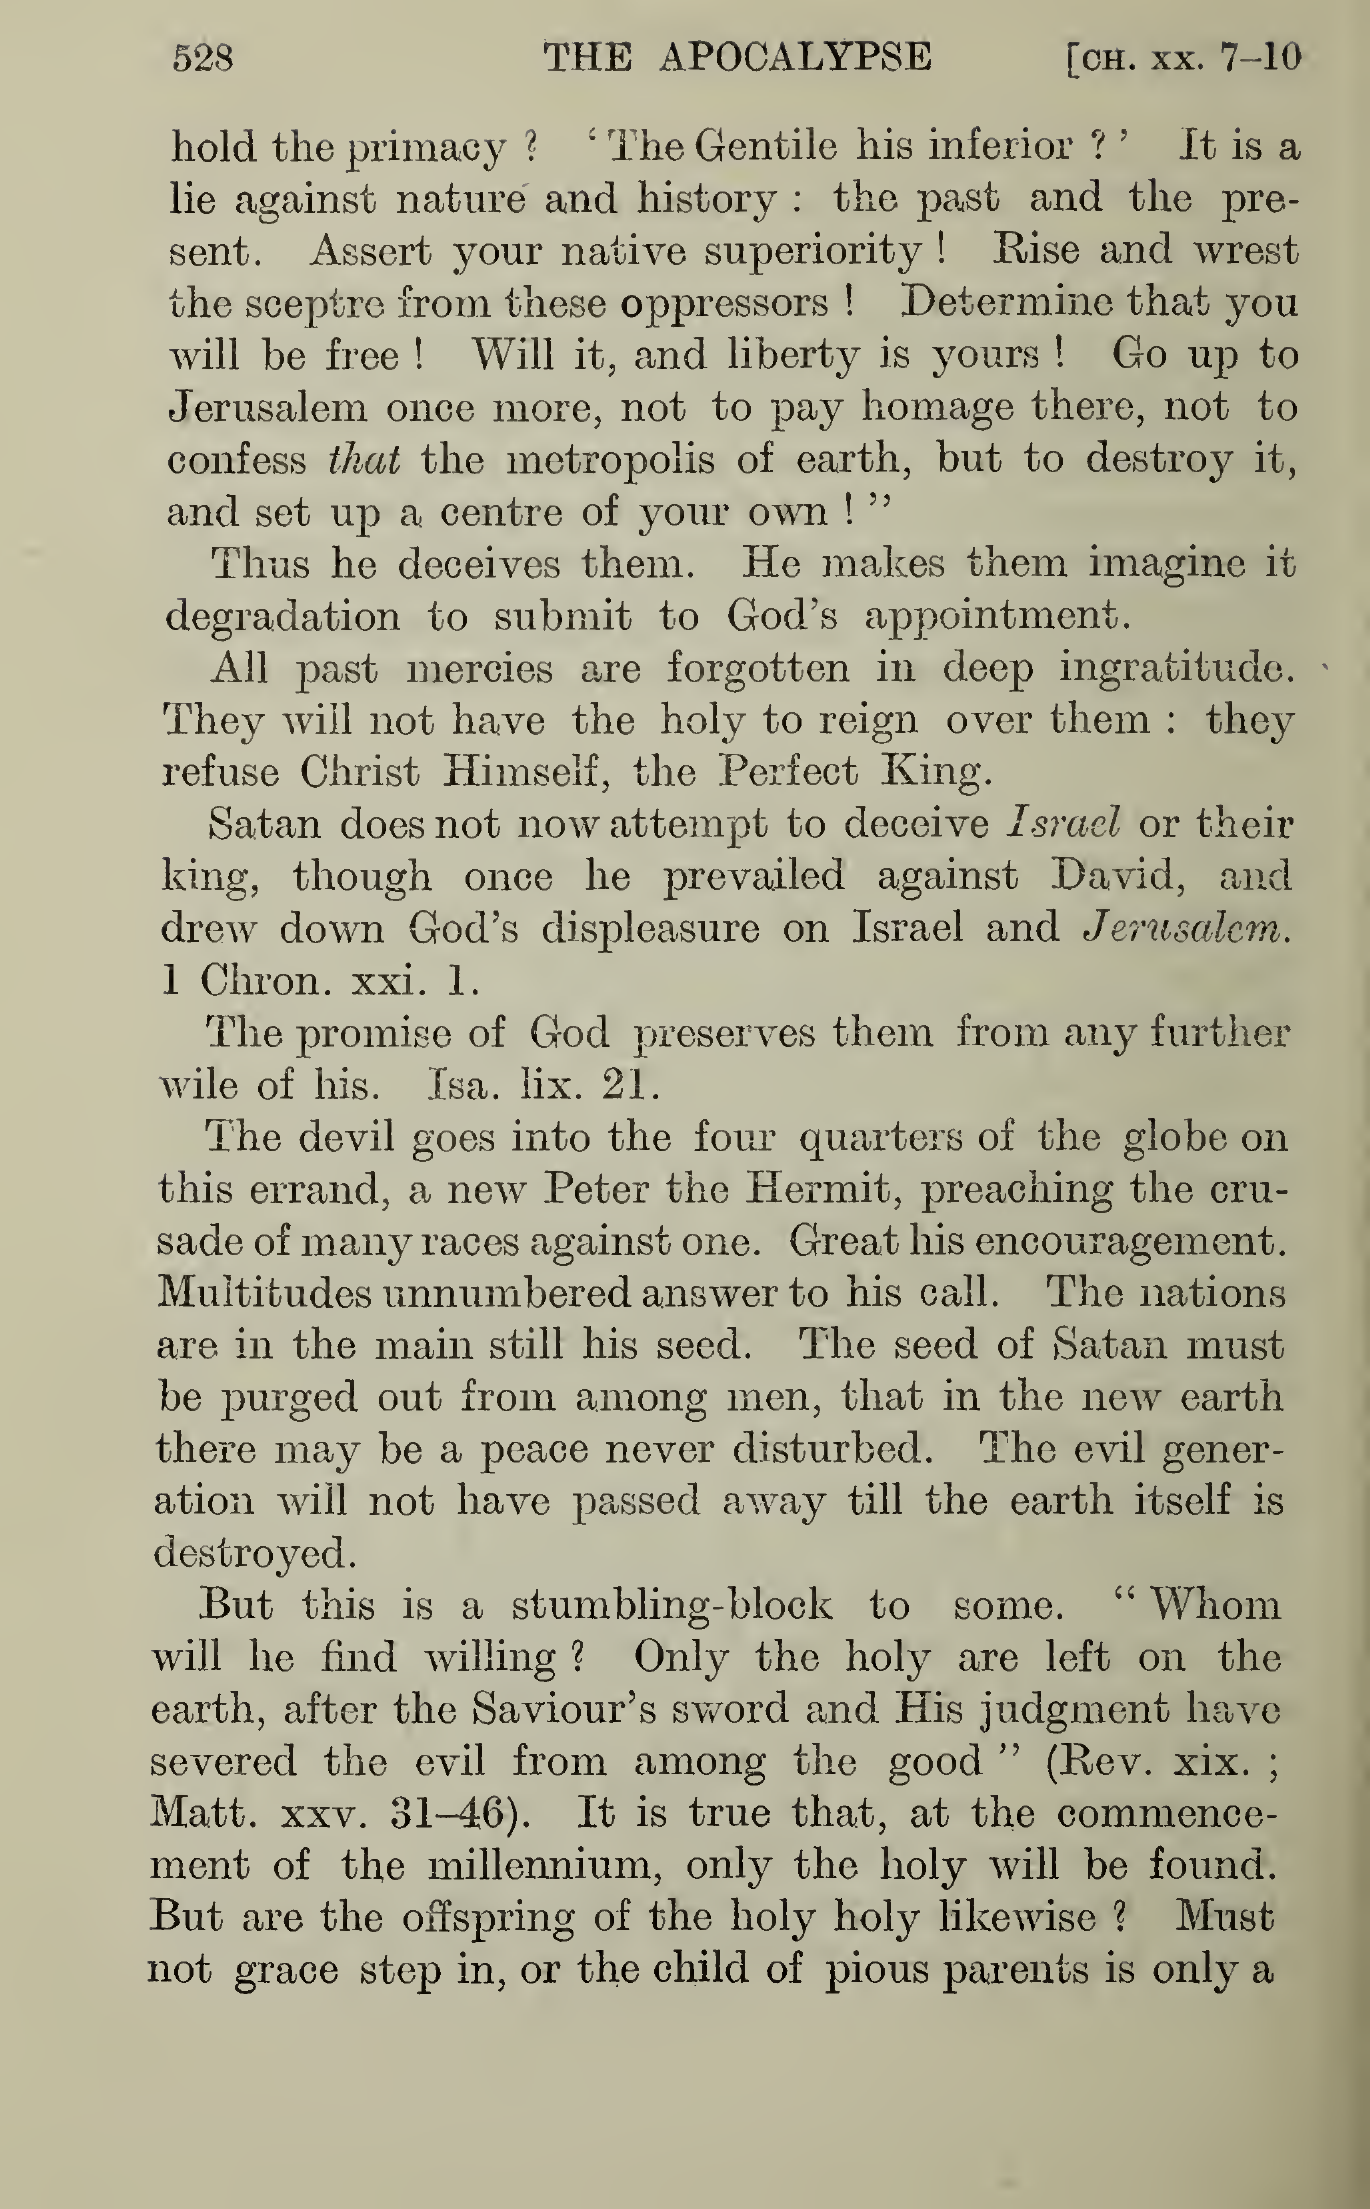 528 THE APOCALYPSE [CH. XX. 7–10
hold the primacy ? ‘ The Gentile his inferior ? ’ It is a
lie against nature and history : the past and the pre-
sent. Assert your native superiority ! Rise and wrest
the sceptre from these oppressors ! Determine that you
will be free ! Will it, and liberty is yours ! Go up to
Jerusalem once more, not to pay homage there, not to
confess that the metropolis of earth, but to destroy it,
and set up a centre of your own ! ”
Thus he deceives them. He makes them imagine it
degradation to submit to God’s appointment.
All past mercies are forgotten in deep ingratitude.
They will not have the holy to reign over them : they
refuse Christ Himself, the Perfect King.
Satan does not now attempt to deceive Israel or their
king, though once he prevailed against David, and
drew down God’s displeasure on Israel and Jerusalem.
1 Chron. xxi. 1.
The promise of God preserves them from any further
wile of his. Isa. lix. 21.
The devil goes into the four quarters of the globe on
this errand, a new Peter the Hermit, preaching the cru-
sade of many races against one. Great his encouragement.
Multitudes unnumbered answer to his call. The nations
are in the main still his seed. The seed of Satan must
be purged out from among men, that in the new earth
there may be a peace never disturbed. The evil gener-
ation will not have passed away till the earth itself is
destroyed.
But this is a stumbling-block to some. “ Whom
will he find willing ? Only the holy are left on the
earth, after the Saviour’s sword and His judgment have
severed the evil from among the good ” (Rev. xix. ;
Matt. xxv. 31–46). It is true that, at the commence-
ment of the millennium, only the holy will be found.
But are the offspring of the holy holy likewise ? Must
not grace step in, or the child of pious parents is only a